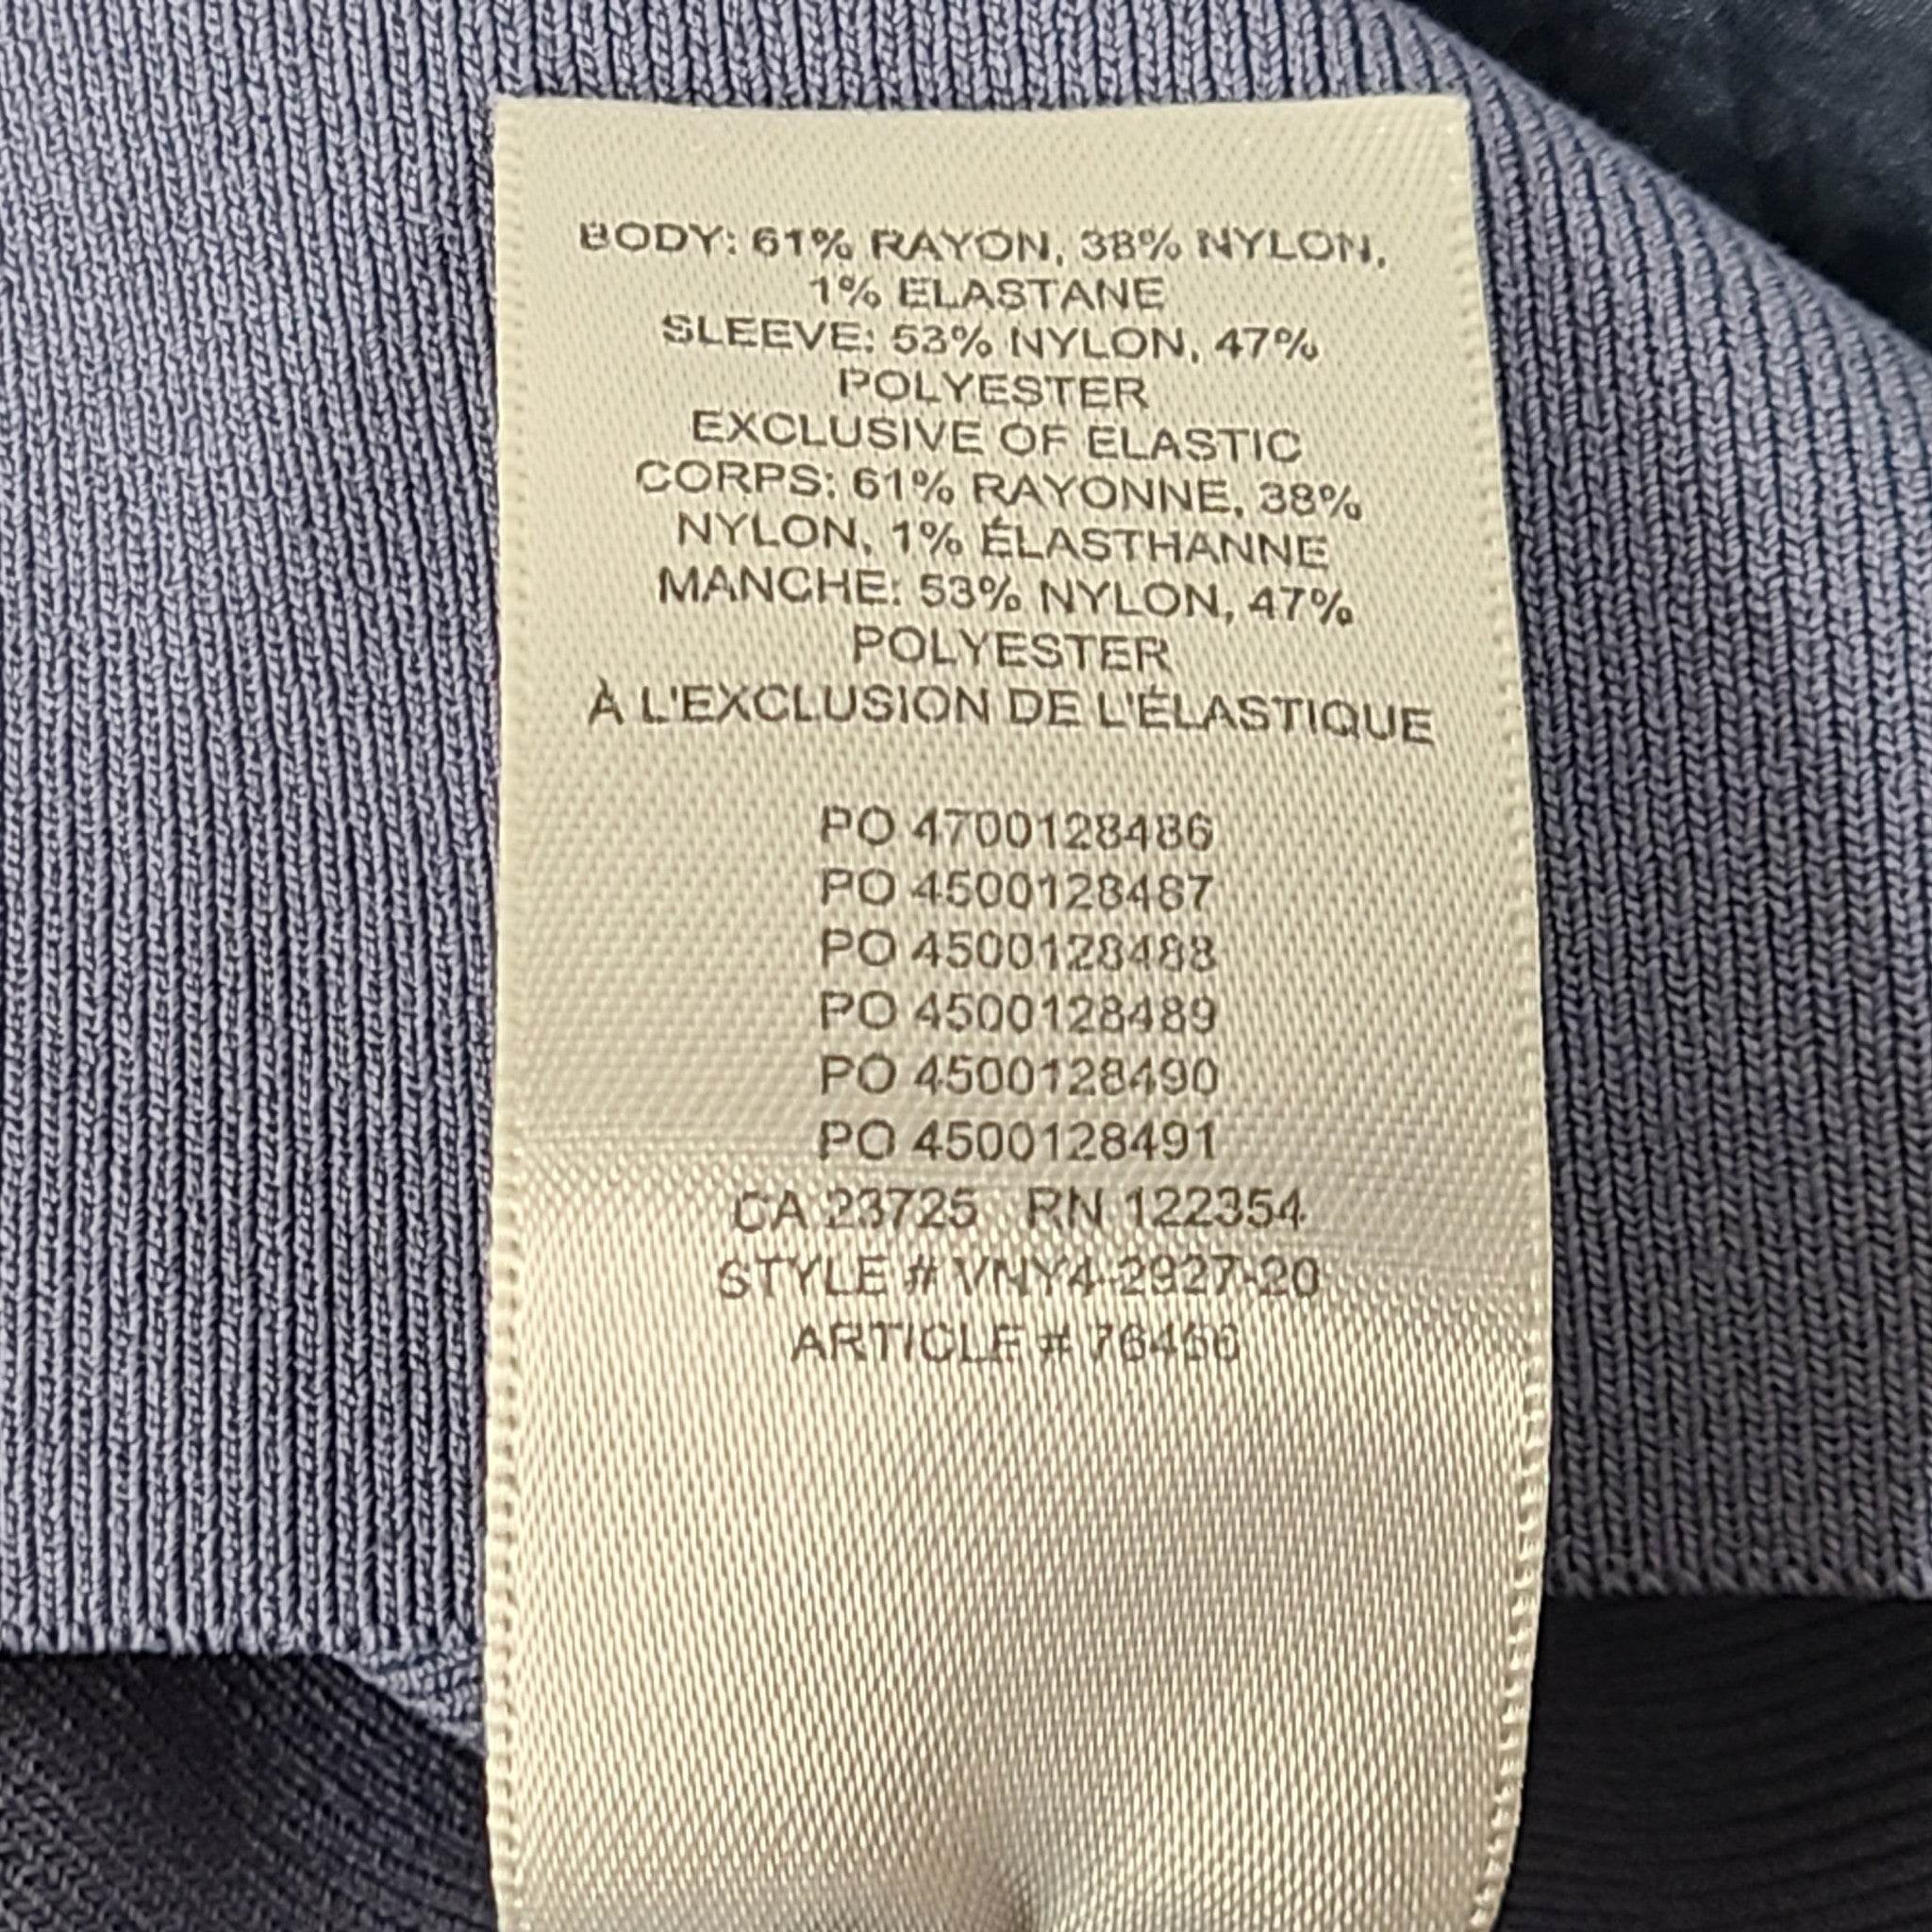 BODY: 61% RAYON, 38% NYLON,
1% ELASTANE
SLEEVE: 53% NYLON, 47%
POLYESTER
EXCLUSIVE OF ELASTIC
CORPS: 61% RAYONNE, 38%
NYLON, 1% ÉLASTHANNE
MANCHE: 53% NYLON, 47%
POLYESTER
À L'EXCLUSION DE L'ÉLASTIQUE
PO 4700128486
PO 4500128487
PO 4500128488
PO 4500128489
PO 4500128490
PO 4500128491
CA 23725 RN 122354
STYLE # VNY4-2927-20
ARTICLE # 76456